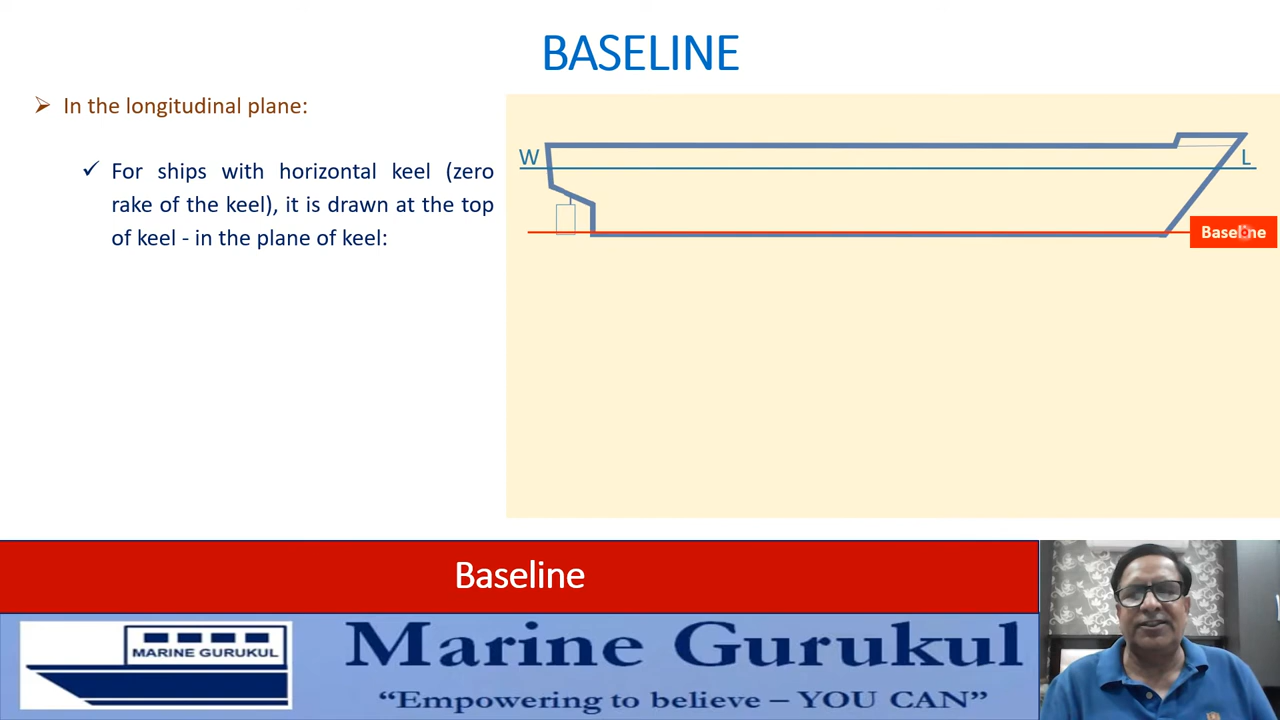 BASELINE
➢ In the longitudinal plane:
✓ For ships with horizontal keel (zero
rake of the keel), it is drawn at the top
of keel - in the plane of keel:
W
L
Baseline
Baseline
MARINE GURUKUL
Marine Gurukul
“Empowering to believe – YOU CAN”